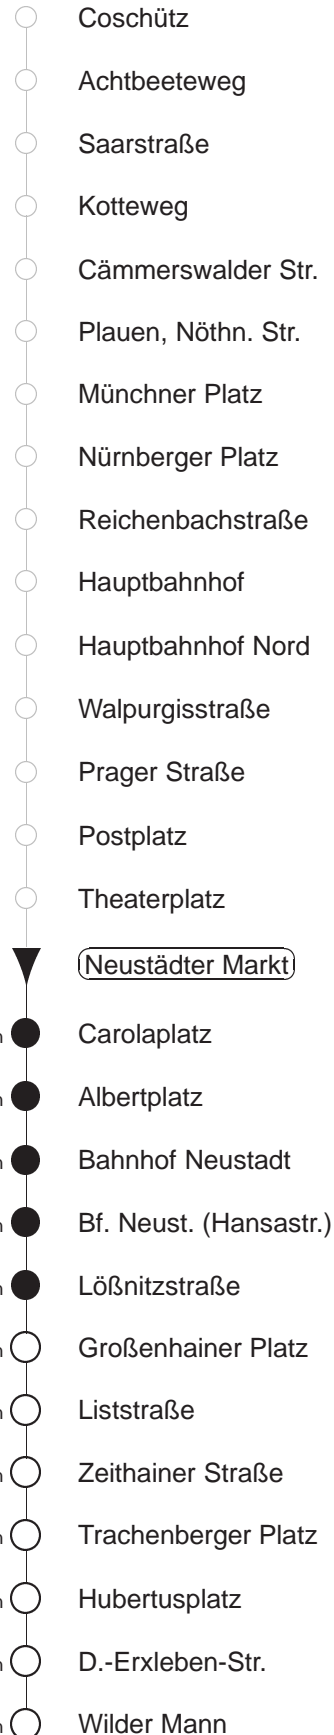 Coschütz
Achtbeeteweg
Saarstraße
Kotteweg
Cämmerswalder Str.
Plauen, Nöthn. Str.
Münchner Platz
Nürnberger Platz
Reichenbachstraße
Hauptbahnhof
Hauptbahnhof Nord
Walpurgisstraße
Prager Straße
Postplatz
Theaterplatz
Neustädter Markt
Carolaplatz
Albertplatz
Bahnhof Neustadt
Bf. Neust. (Hansastr.)
Lößnitzstraße
Großenhainer Platz
Liststraße
Zeithainer Straße
Trachenberger Platz
Hubertusplatz
D.-Erxleben-Str.
Wilder Mann